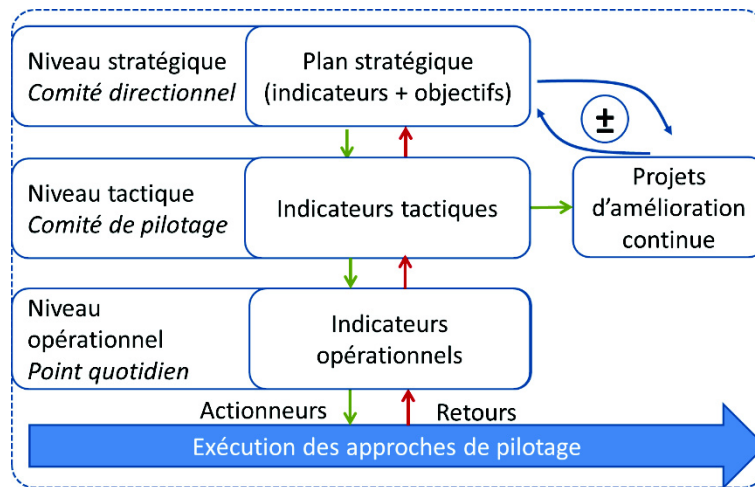 Niveau stratégique
Comité directionnel
Plan stratégique
(indicateurs + objectifs)
±
Niveau tactique
Comité de pilotage
Indicateurs tactiques
Projets
d'amélioration
continue
Niveau
opérationnel
Point quotidien
Indicateurs
opérationnels
Actionneurs
Retours
Exécution des approches de pilotage